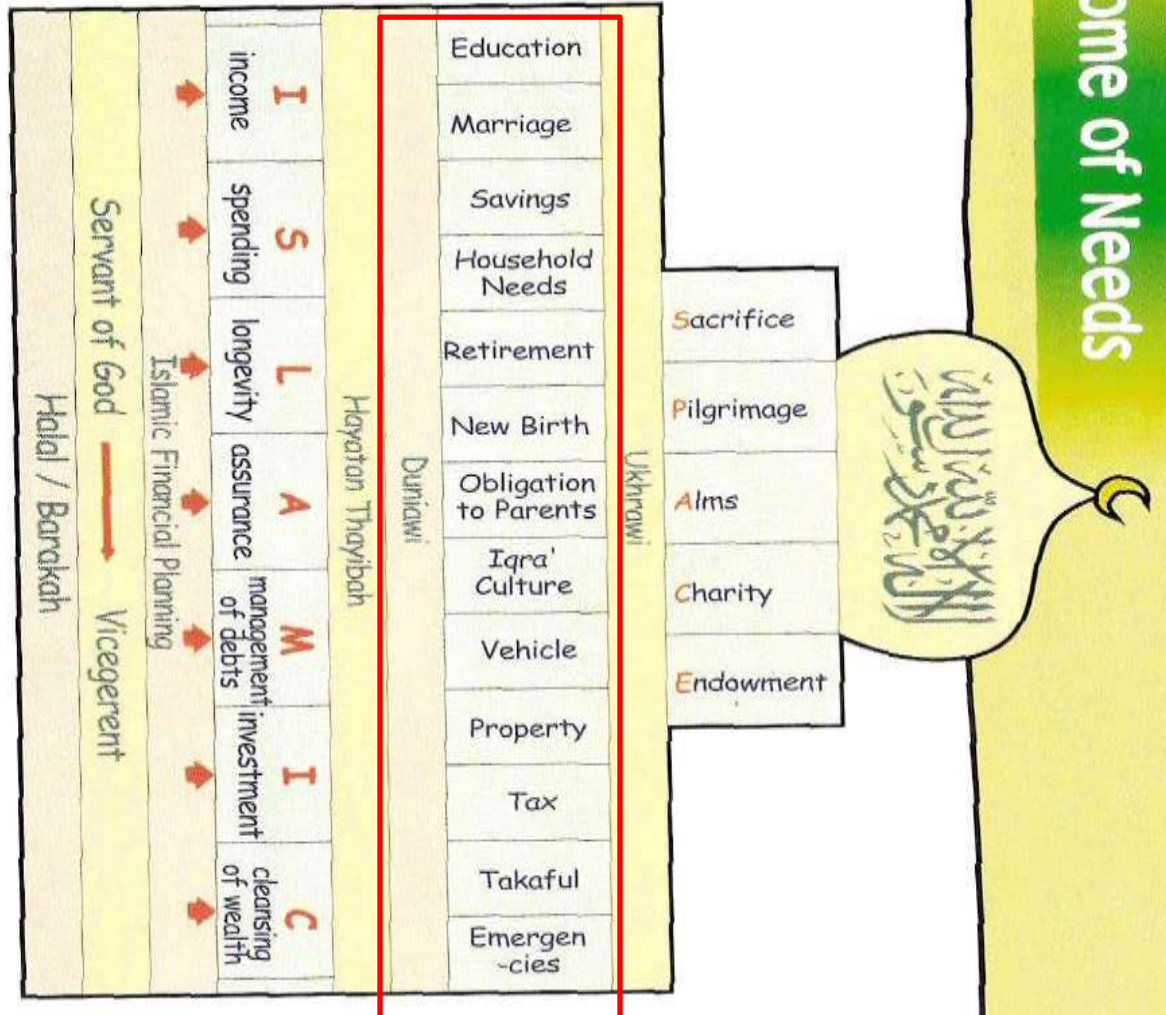 ome of Needs
Sacrifice
Pilgrimage
Alms
Charity
Endowment
Ukhrawi
Education
Marriage
Savings
Household
Needs
Retirement
New Birth
Obligation
to Parents
Iqra'
Culture
Vehicle
Property
Tax
Takaful
Emergen
-cies
Duniawi
Hayatan Thayibah
I
income
S
spending
L
longevity
A
assurance
M
management
of debts
I
investment
C
cleansing
of wealth
Islamic Financial Planning
Servant of God Vicegerent
Halal / Barakah